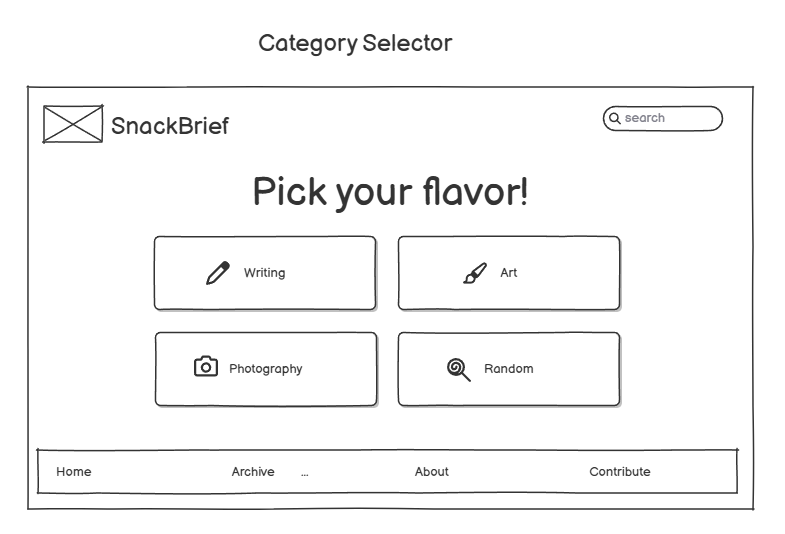 Category Selector
SnackBrief
search
Pick your flavor!
Writing
Art
Photography
Random
Home
Archive
...
About
Contribute